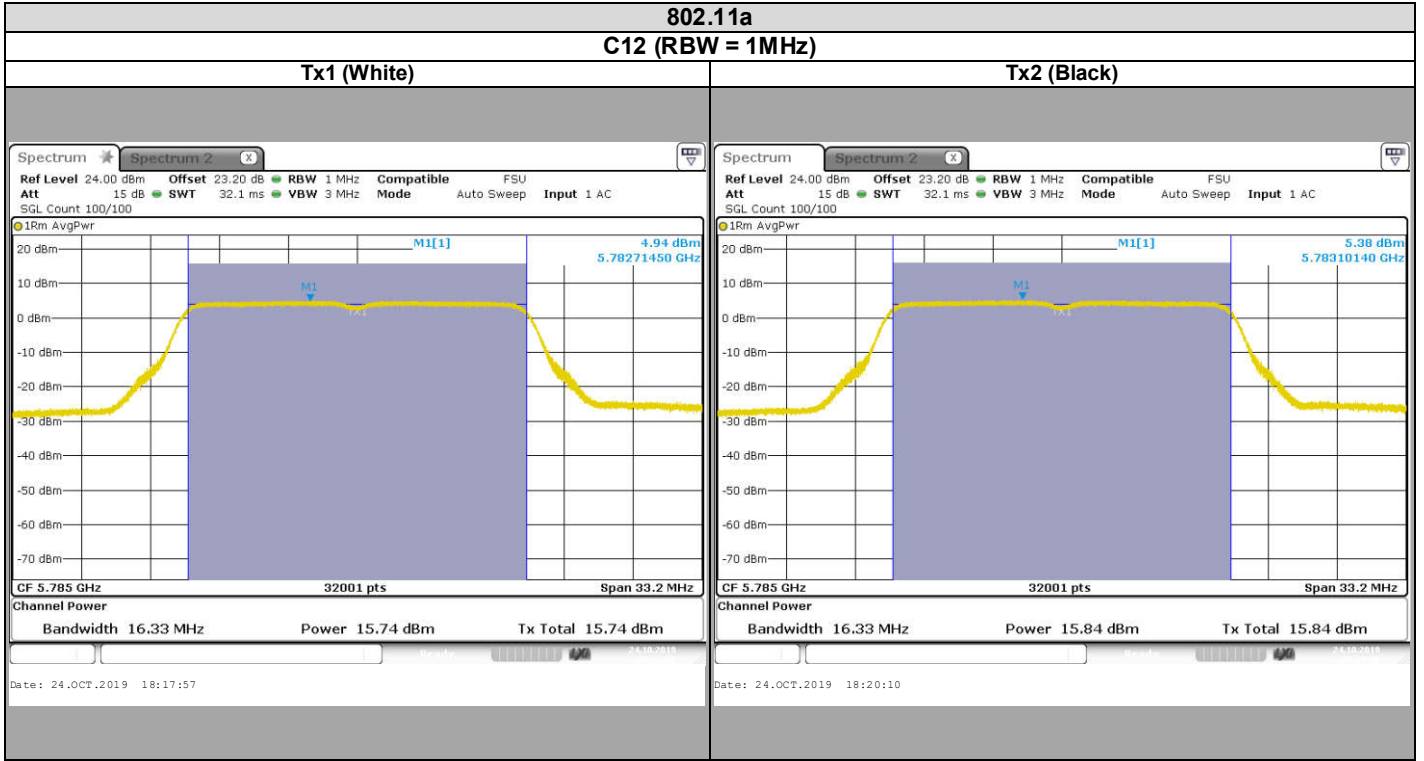 802.11a
C12 (RBW = 1MHz)
Tx1 (White)
Tx2 (Black)
Spectrum
Spectrum 2
X
Ref Level 24.00 dBm Offset 23.20 dB RBW 1 MHz Compatible FSU
Att 15 dB SWT 32.1 ms VBW 3 MHz Mode Auto Sweep Input 1 AC
SGL Count 100/100
1Rm AvgPwr
M1[1] 4.94 dBm
5.78271450 GHz
20 dBm
10 dBm
M1
0 dBm
TX1
-10 dBm
-20 dBm
-30 dBm
-40 dBm
-50 dBm
-60 dBm
-70 dBm
CF 5.785 GHz 32001 pts Span 33.2 MHz
Channel Power
Bandwidth 16.33 MHz Power 15.74 dBm Tx Total 15.74 dBm
Ready 24.10.2019
Date: 24.OCT.2019 18:17:57
Spectrum
Spectrum 2
X
Ref Level 24.00 dBm Offset 23.20 dB RBW 1 MHz Compatible FSU
Att 15 dB SWT 32.1 ms VBW 3 MHz Mode Auto Sweep Input 1 AC
SGL Count 100/100
1Rm AvgPwr
M1[1] 5.38 dBm
5.78310140 GHz
20 dBm
10 dBm
M1
0 dBm
TX1
-10 dBm
-20 dBm
-30 dBm
-40 dBm
-50 dBm
-60 dBm
-70 dBm
CF 5.785 GHz 32001 pts Span 33.2 MHz
Channel Power
Bandwidth 16.33 MHz Power 15.84 dBm Tx Total 15.84 dBm
Ready 24.10.2019
Date: 24.OCT.2019 18:20:10